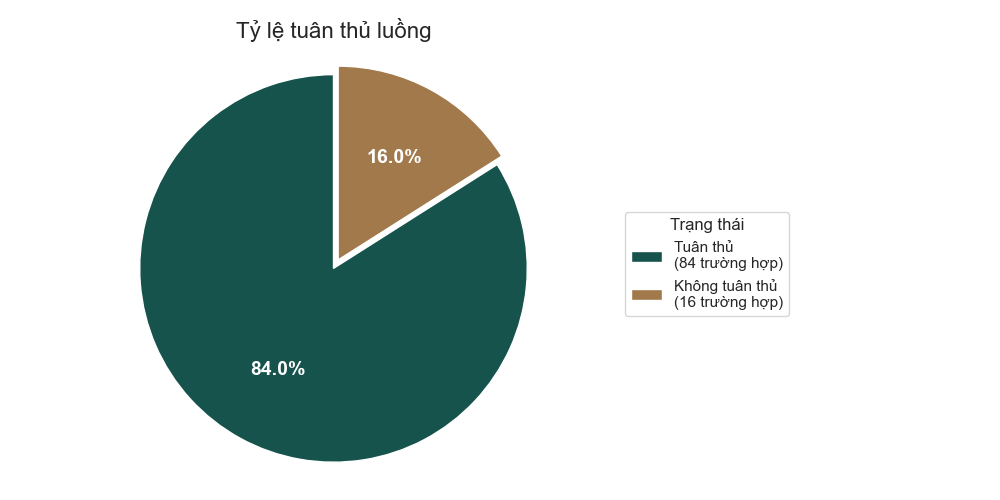 Tỷ lệ tuân thủ luồng
16.0%
84.0%
Trạng thái
Tuân thủ
(84 trường hợp)
Không tuân thủ
(16 trường hợp)